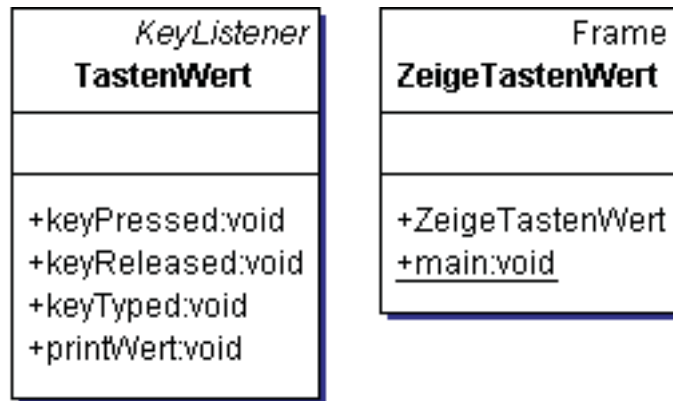 KeyListener
TastenWert
+keyPressed:void
+keyReleased:void
+keyTyped:void
+printWert:void
Frame
ZeigeTastenWert
+ZeigeTastenWert
+main:void